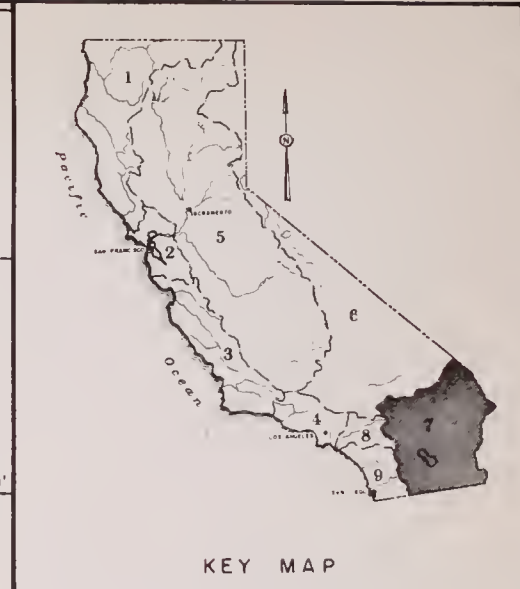 1
N
Pacific
SACRAMENTO
5
SAN FRANCISCO
2
6
3
Ocean
7
4
LOS ANGELES
8
9
KEY MAP